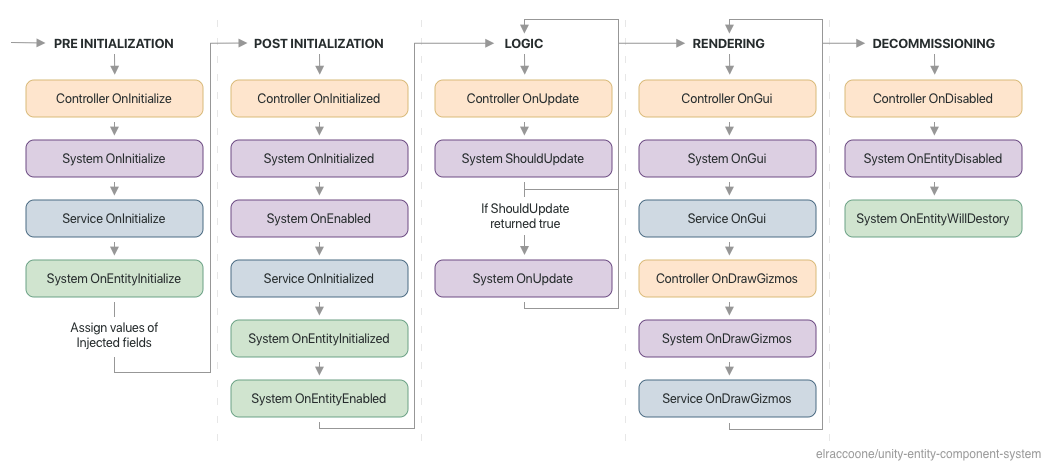 PRE INITIALIZATION
Controller OnInitialize
System OnInitialize
Service OnInitialize
System OnEntityInitialize
Assign values of
Injected fields
POST INITIALIZATION
Controller OnInitialized
System OnInitialized
System OnEnabled
Service OnInitialized
System OnEntityInitialized
System OnEntityEnabled
LOGIC
Controller OnUpdate
System ShouldUpdate
If ShouldUpdate
returned true
System OnUpdate
RENDERING
Controller OnGui
System OnGui
Service OnGui
Controller OnDrawGizmos
System OnDrawGizmos
Service OnDrawGizmos
DECOMMISSIONING
Controller OnDisabled
System OnEntityDisabled
System OnEntityWillDestory
elraccoone/unity-entity-component-system